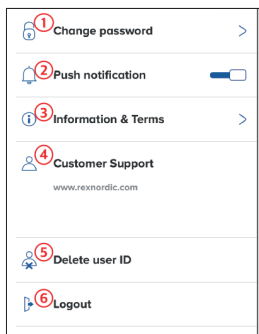 1 Change password
2 Push notification
3 Information & Terms
4 Customer Support
www.rexnordic.com
5 Delete user ID
6 Logout